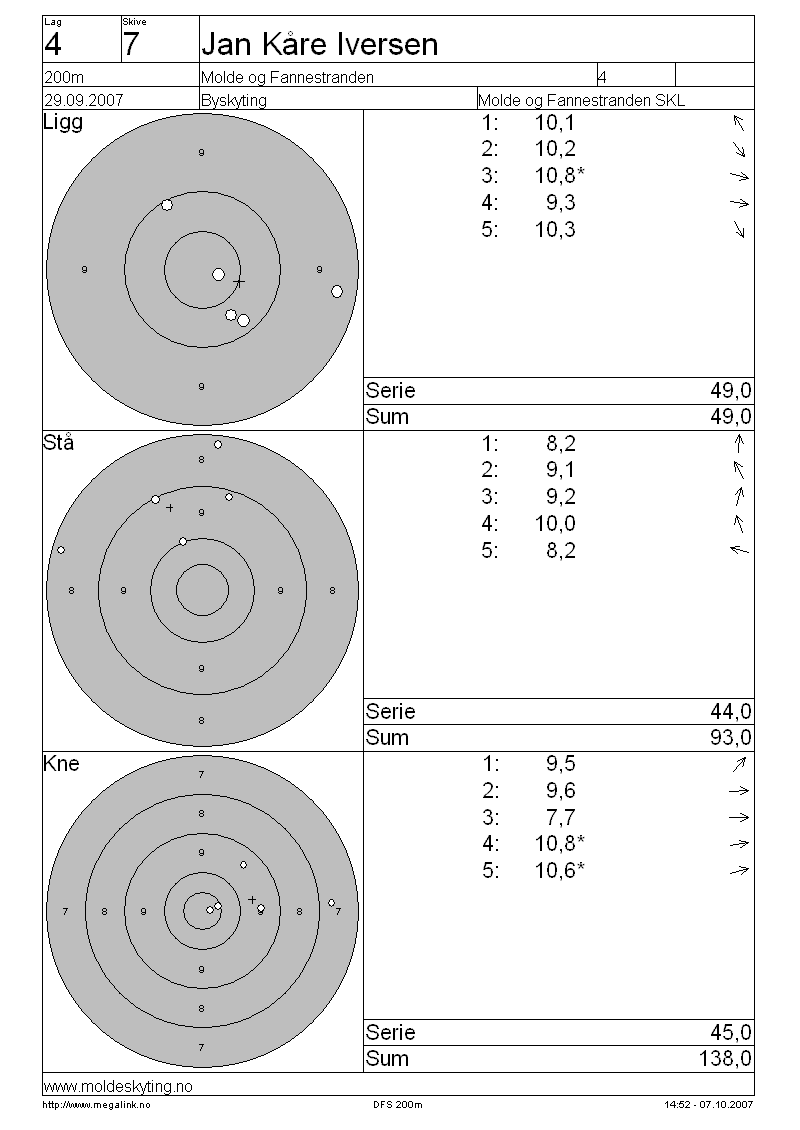 Lag Skive
4 7 Jan Kåre Iversen
200m Molde og Fannestranden 4
29.09.2007 Byskyting Molde og Fannestranden SKL
Ligg
1: 10,1
2: 10,2
3: 10,8*
4: 9,3
5: 10,3
9
9 9
9
Serie 49,0
Sum 49,0
Stå
1: 8,2
2: 9,1
3: 9,2
4: 10,0
5: 8,2
8
9
8 9 9 8
9
8
Serie 44,0
Sum 93,0
Kne
1: 9,5
2: 9,6
3: 7,7
4: 10,8*
5: 10,6*
7
8
9
7 8 9 9 8 7
9
8
7
Serie 45,0
Sum 138,0
www.moldeskyting.no
http://www.megalink.no DFS 200m 14:52 - 07.10.2007